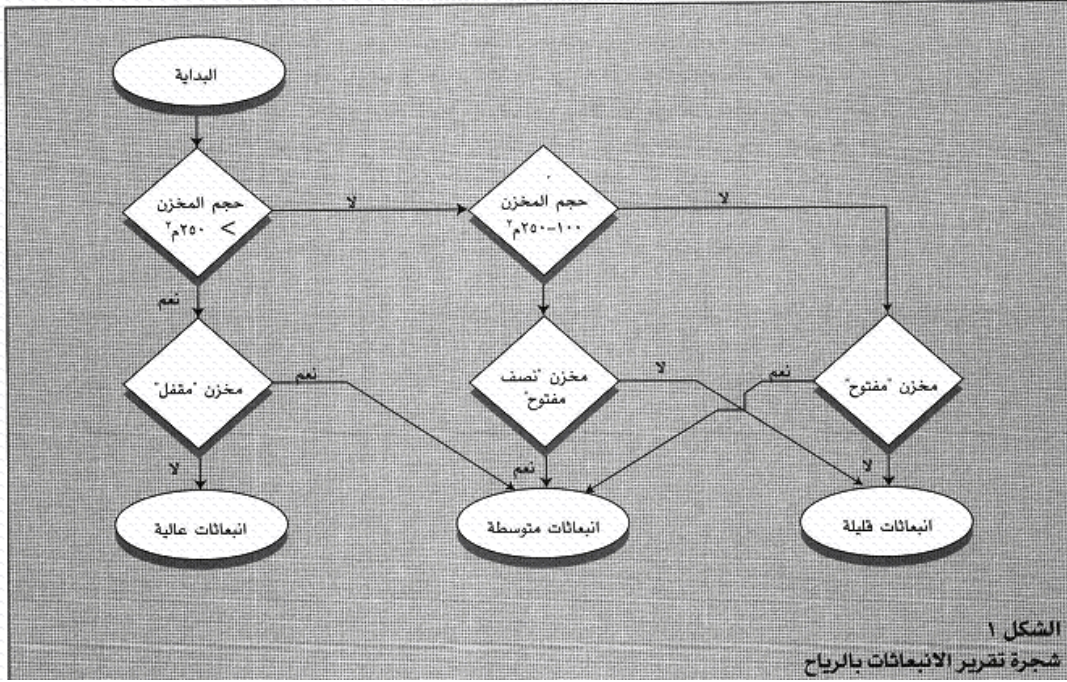 البداية
حجم المخزن
> ٢٥٠م٢
لا
حجم المخزن
١٠٠-٢٥٠م٢
لا
نعم
مخزن "مقفل"
نعم
مخزن "نصف
مفتوح"
لا
نعم
مخزن "مفتوح"
لا
نعم
لا
انبعاثات عالية
انبعاثات متوسطة
انبعاثات قليلة
الشكل ١
شجرة تقرير الانبعاثات بالرياح